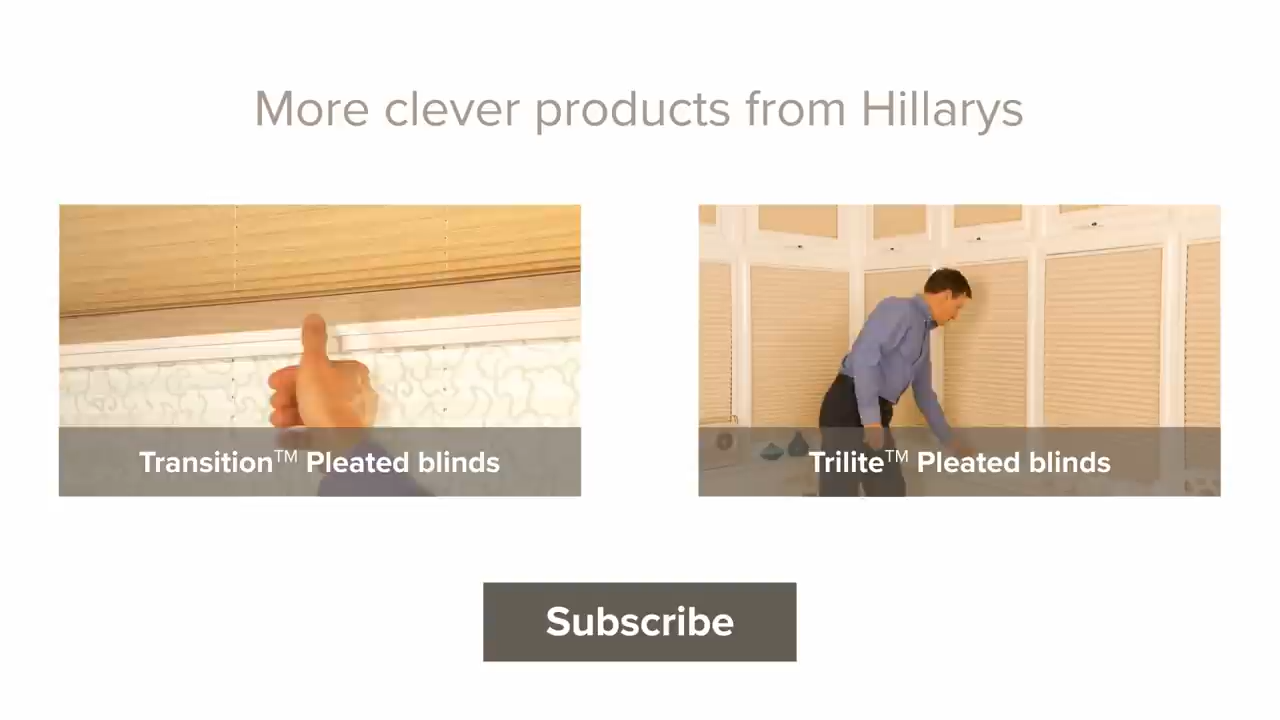 More clever products from Hillarys
Transition™ Pleated blinds
Trilite™ Pleated blinds
Subscribe